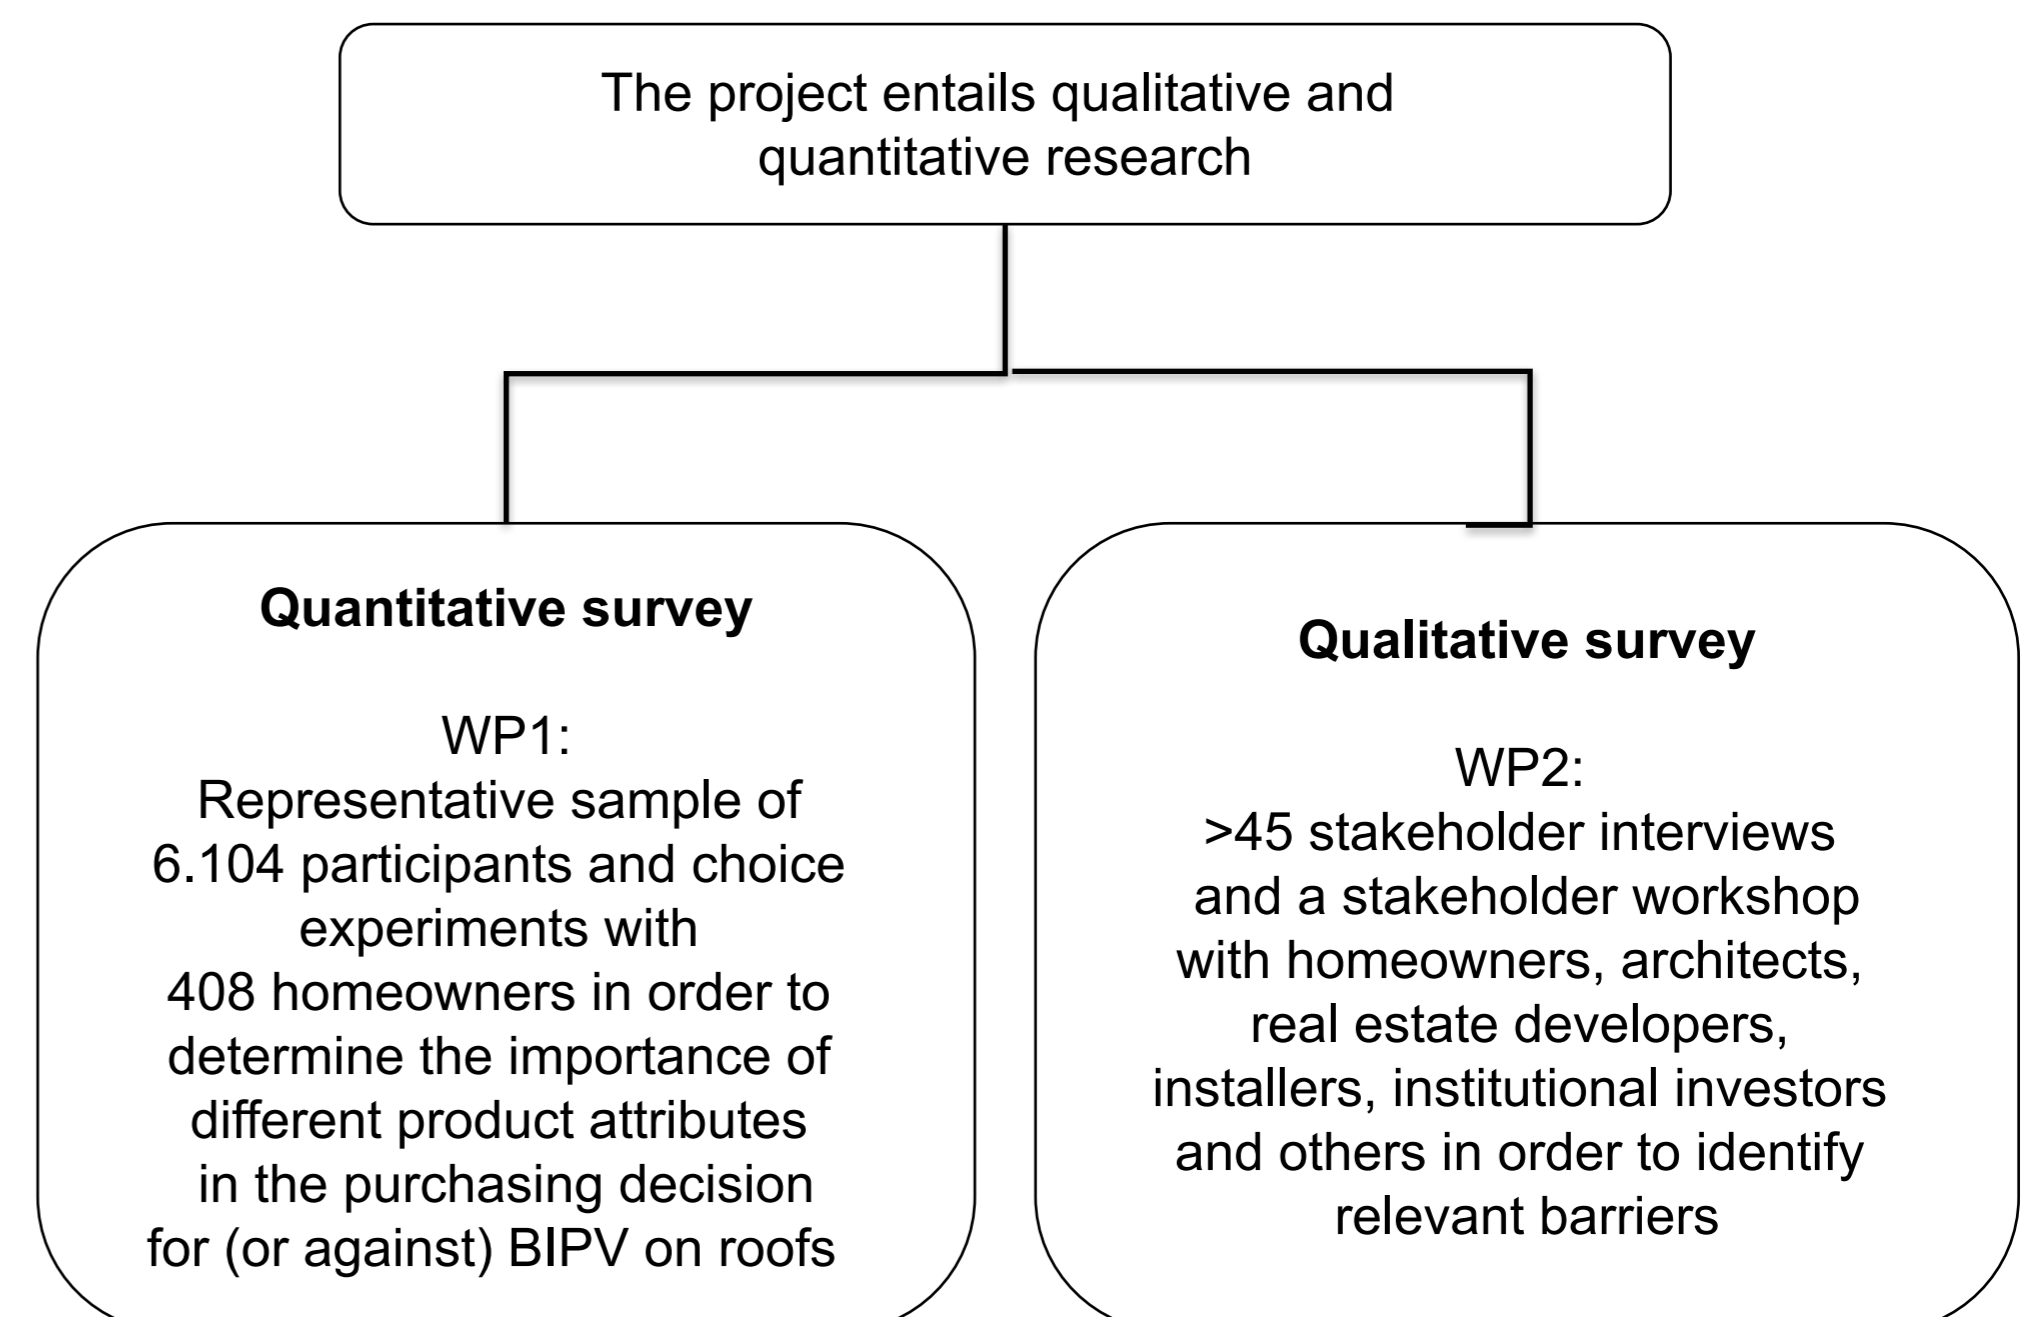 The project entails qualitative and
quantitative research
Quantitative survey
WP1:
Representative sample of
6.104 participants and choice
experiments with
408 homeowners in order to
determine the importance of
different product attributes
in the purchasing decision
for (or against) BIPV on roofs
Qualitative survey
WP2:
>45 stakeholder interviews
and a stakeholder workshop
with homeowners, architects,
real estate developers,
installers, institutional investors
and others in order to identify
relevant barriers